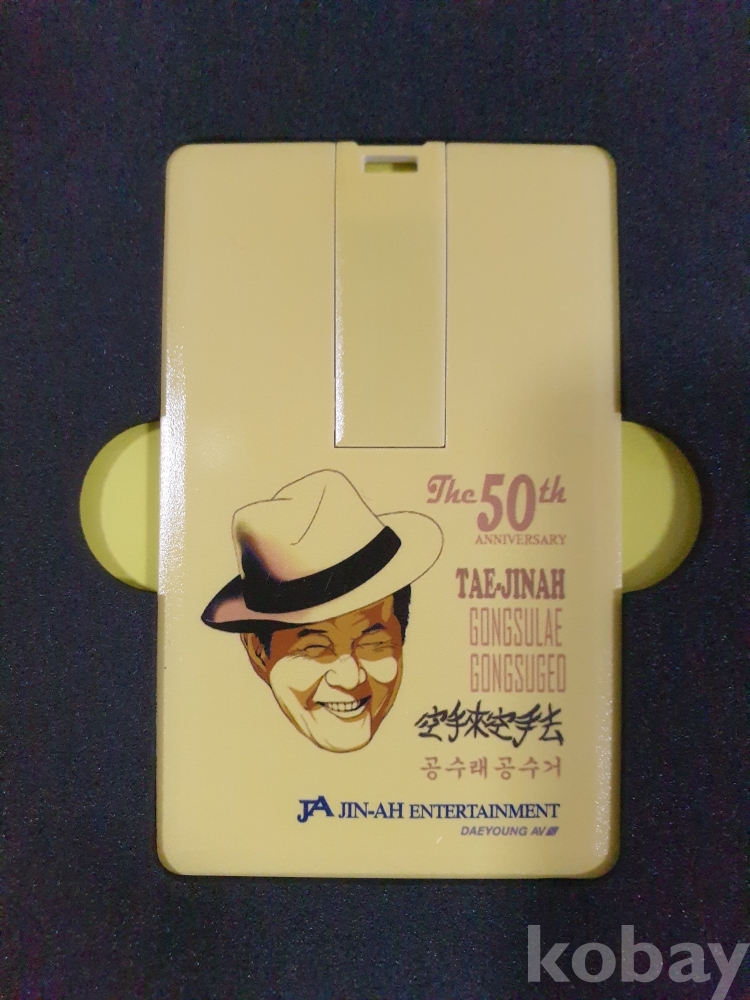 The 50th
ANNIVERSARY
TAE-JINAH
GONGSULAE
GONGSUGEO
空手來空手去
공수래공수거
JA JIN-AH ENTERTAINMENT
DAEYOUNG AV
kobay